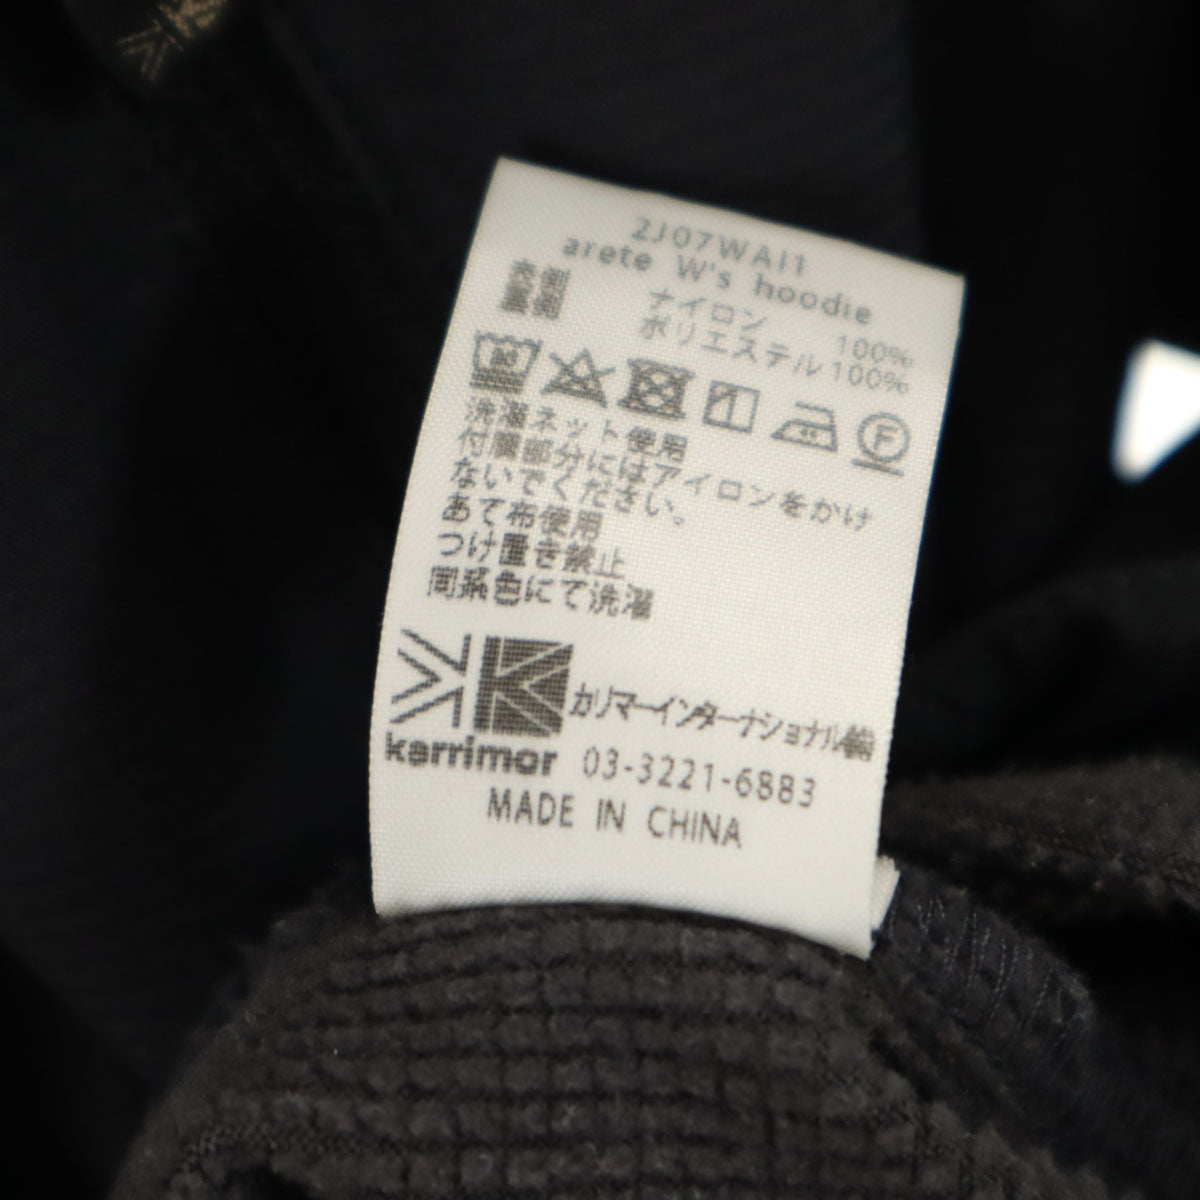 2J07WAI1
arete W's hoodie
表側 ナイロン 100%
裏側 ポリエステル 100%
洗濯ネット使用
付属部分にはアイロンをかけ
ないでください。
あて布使用
つけ置き禁止
同系色にて洗濯
カリマーインターナショナル㈱
karrimor 03-3221-6883
MADE IN CHINA